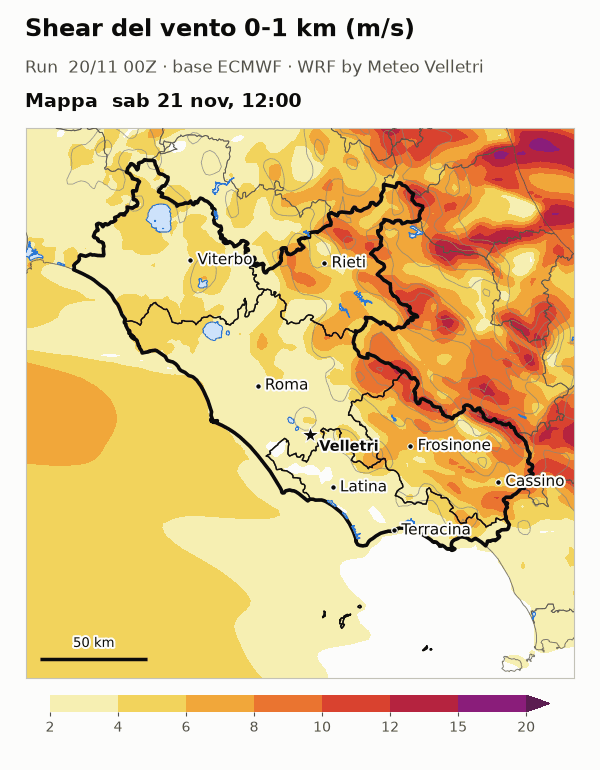 Shear del vento 0-1 km (m/s)
Run  20/11 00Z · base ECMWF · WRF by Meteo Velletri
Mappa  sab 21 nov, 12:00
Viterbo
Rieti
Roma
Velletri
Frosinone
Cassino
Latina
Terracina
50 km
2 4 6 8 10 12 15 20